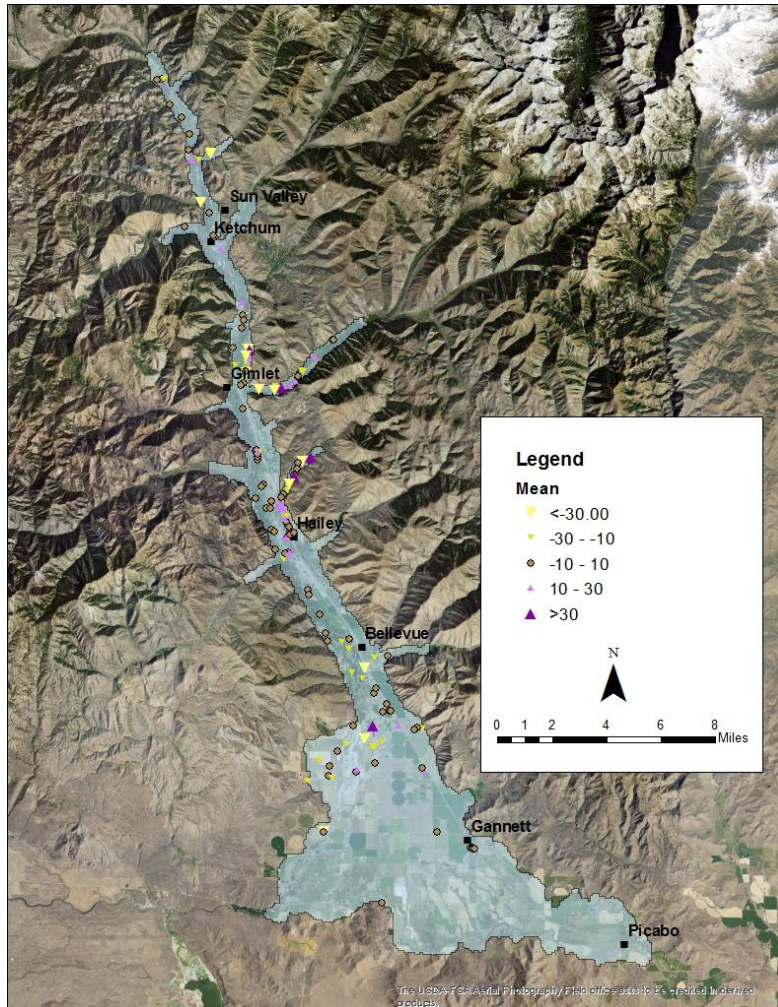 Sun Valley
Ketchum
Gimlet
Hailey
Bellevue
Gannett
Picabo
Legend
Mean
<-30.00
-30 - -10
-10 - 10
10 - 30
>30
N
0 2 4 6 8
Miles
The USDA-FSA Aerial Photography Field office asks to be credited in derived
products.